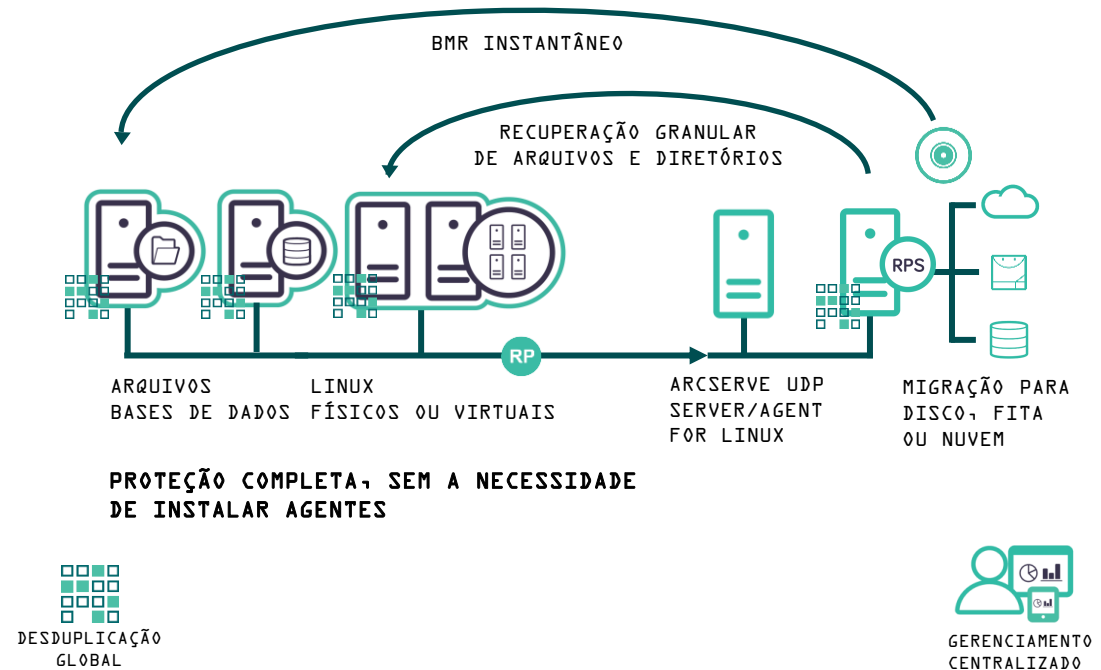 BMR INSTANTÂNEO
RECUPERAÇÃO GRANULAR
DE ARQUIVOS E DIRETÓRIOS
RPS
RP
ARQUIVOS
BASES DE DADOS
LINUX
FÍSICOS OU VIRTUAIS
ARCSERVE UDP
SERVER/AGENT
FOR LINUX
MIGRAÇÃO PARA
DISCO, FITA
OU NUVEM
PROTEÇÃO COMPLETA, SEM A NECESSIDADE
DE INSTALAR AGENTES
DESDUPLICAÇÃO
GLOBAL
GERENCIAMENTO
CENTRALIZADO